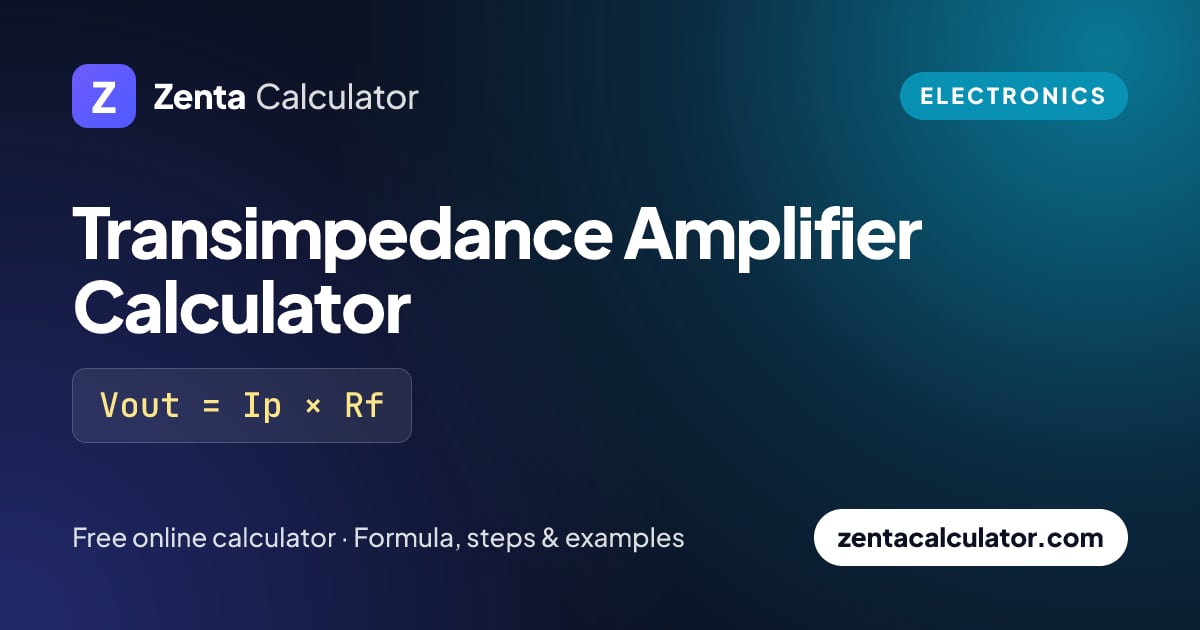 Z
Zenta Calculator
ELECTRONICS
Transimpedance Amplifier
Calculator
Vout = Ip × Rf
Free online calculator · Formula, steps & examples
zentacalculator.com